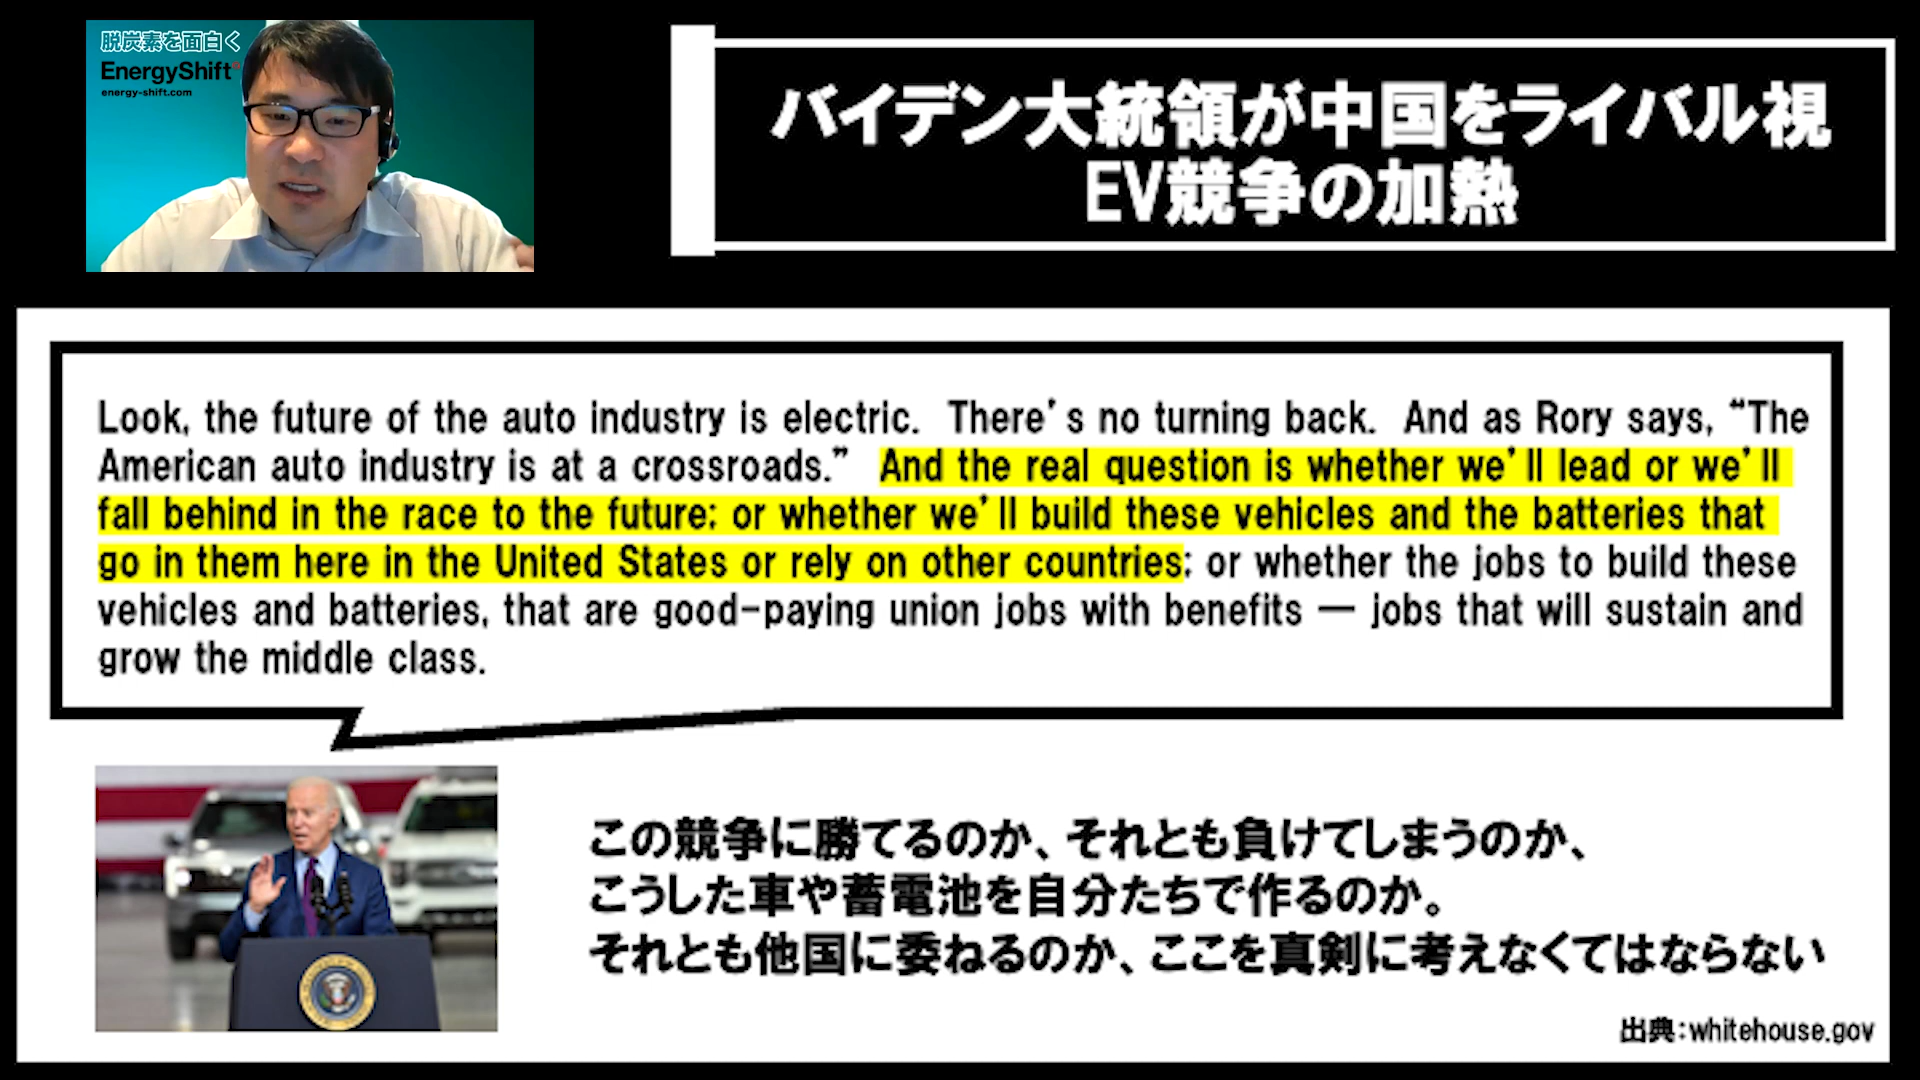 脱炭素を面白く
EnergyShift
energy-shift.com
バイデン大統領が中国をライバル視
EV競争の加熱
Look, the future of the auto industry is electric.  There’s no turning back.  And as Rory says, “The
American auto industry is at a crossroads.”  And the real question is whether we’ll lead or we’ll
fall behind in the race to the future; or whether we’ll build these vehicles and the batteries that
go in them here in the United States or rely on other countries; or whether the jobs to build these
vehicles and batteries, that are good-paying union jobs with benefits — jobs that will sustain and
grow the middle class.
この競争に勝てるのか、それとも負けてしまうのか、
こうした車や蓄電池を自分たちで作るのか。
それとも他国に委ねるのか、ここを真剣に考えなくてはならない
出典：whitehouse.gov